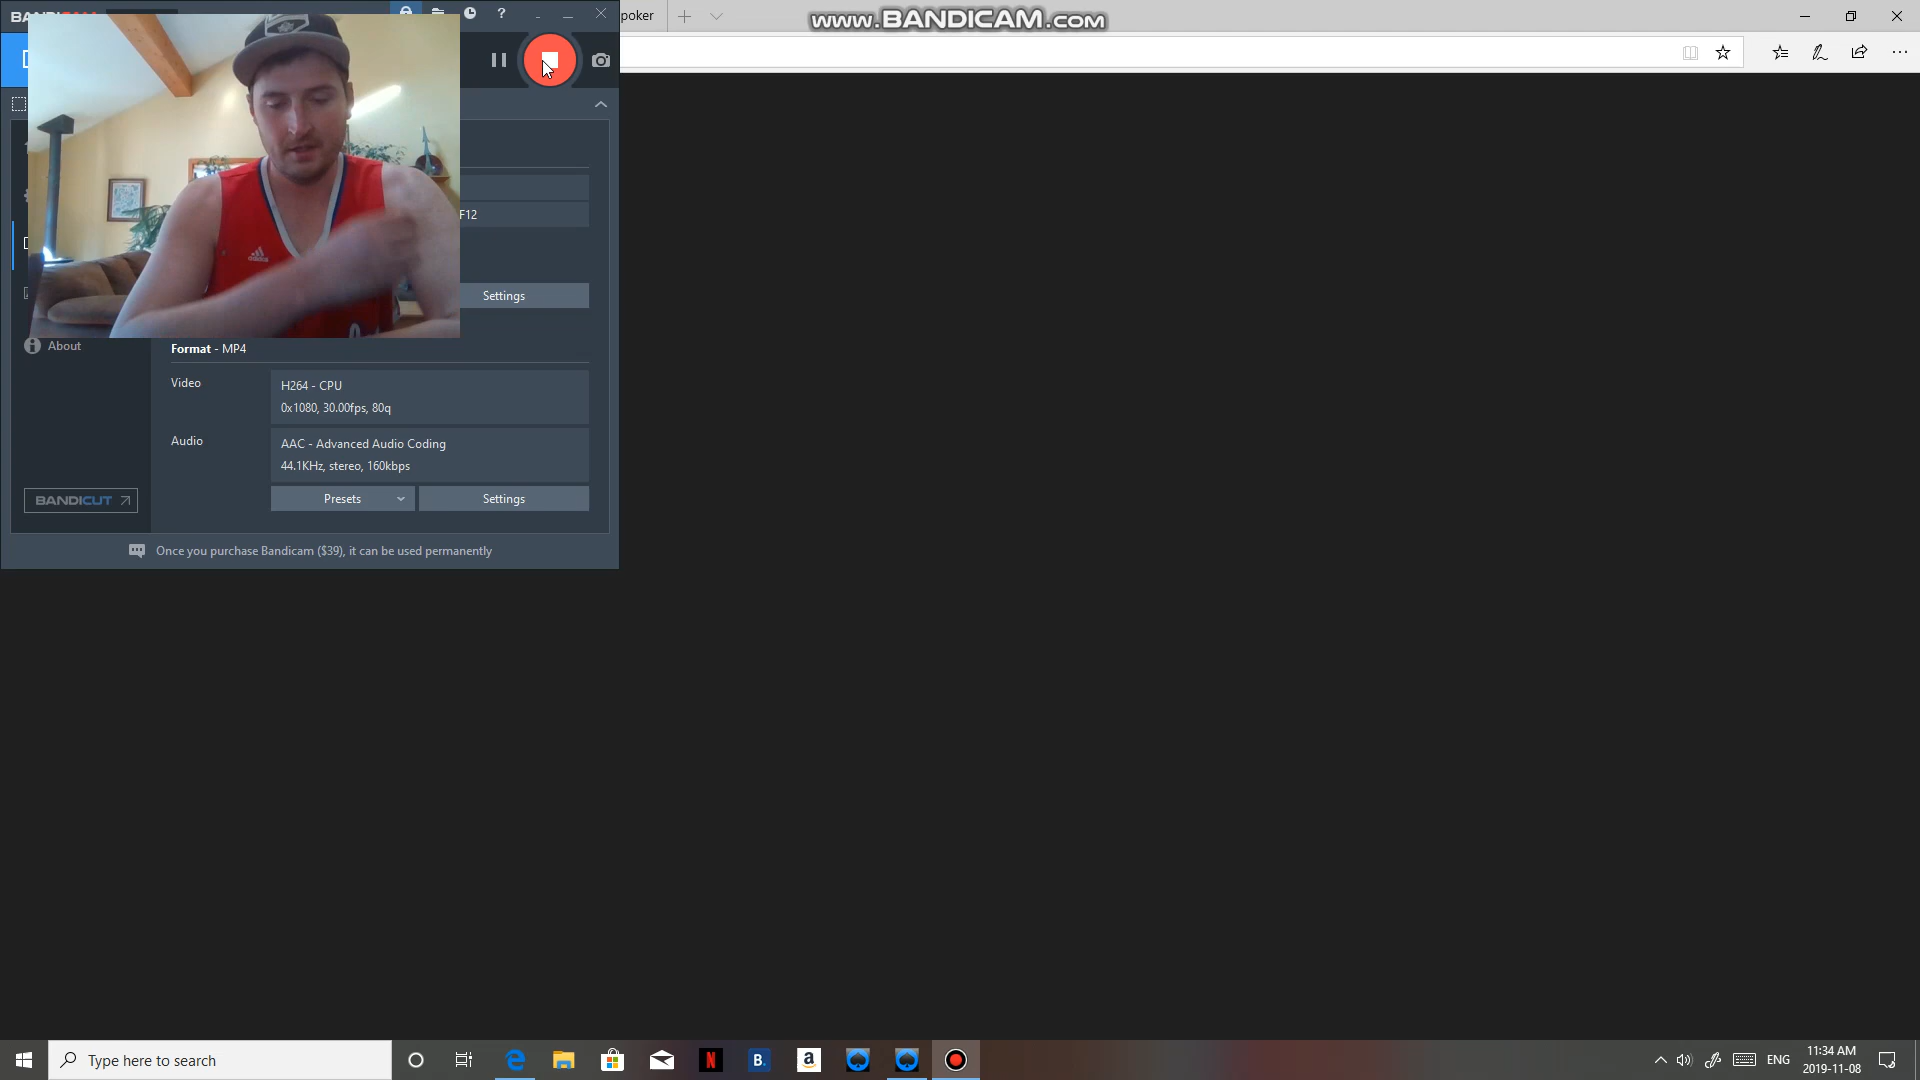 poker
www.BANDICAM.com
F12
Settings
About
Format - MP4
Video
H264 - CPU
0x1080, 30.00fps, 80q
Audio
AAC - Advanced Audio Coding
44.1KHz, stereo, 160kbps
Presets
Settings
BANDICUT
Once you purchase Bandicam ($39), it can be used permanently
adidas
Type here to search
N
B.
a
ENG
11:34 AM
2019-11-08